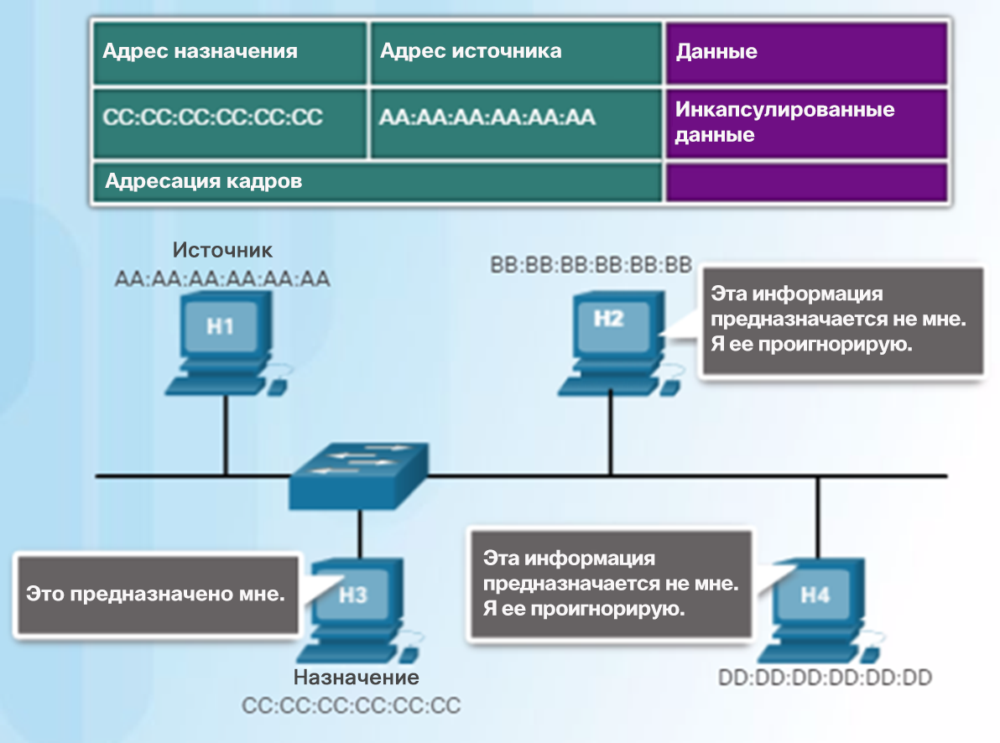 Адрес назначения
Адрес источника
Данные
CC:CC:CC:CC:CC:CC
AA:AA:AA:AA:AA:AA
Инкапсулированные
данные
Адресация кадров
Источник
AA:AA:AA:AA:AA:AA
BB:BB:BB:BB:BB:BB
H1
H2
Эта информация
предназначается не мне.
Я ее проигнорирую.
Это предназначено мне.
H3
Эта информация
предназначается не мне.
Я ее проигнорирую.
H4
Назначение
CC:CC:CC:CC:CC:CC
DD:DD:DD:DD:DD:DD